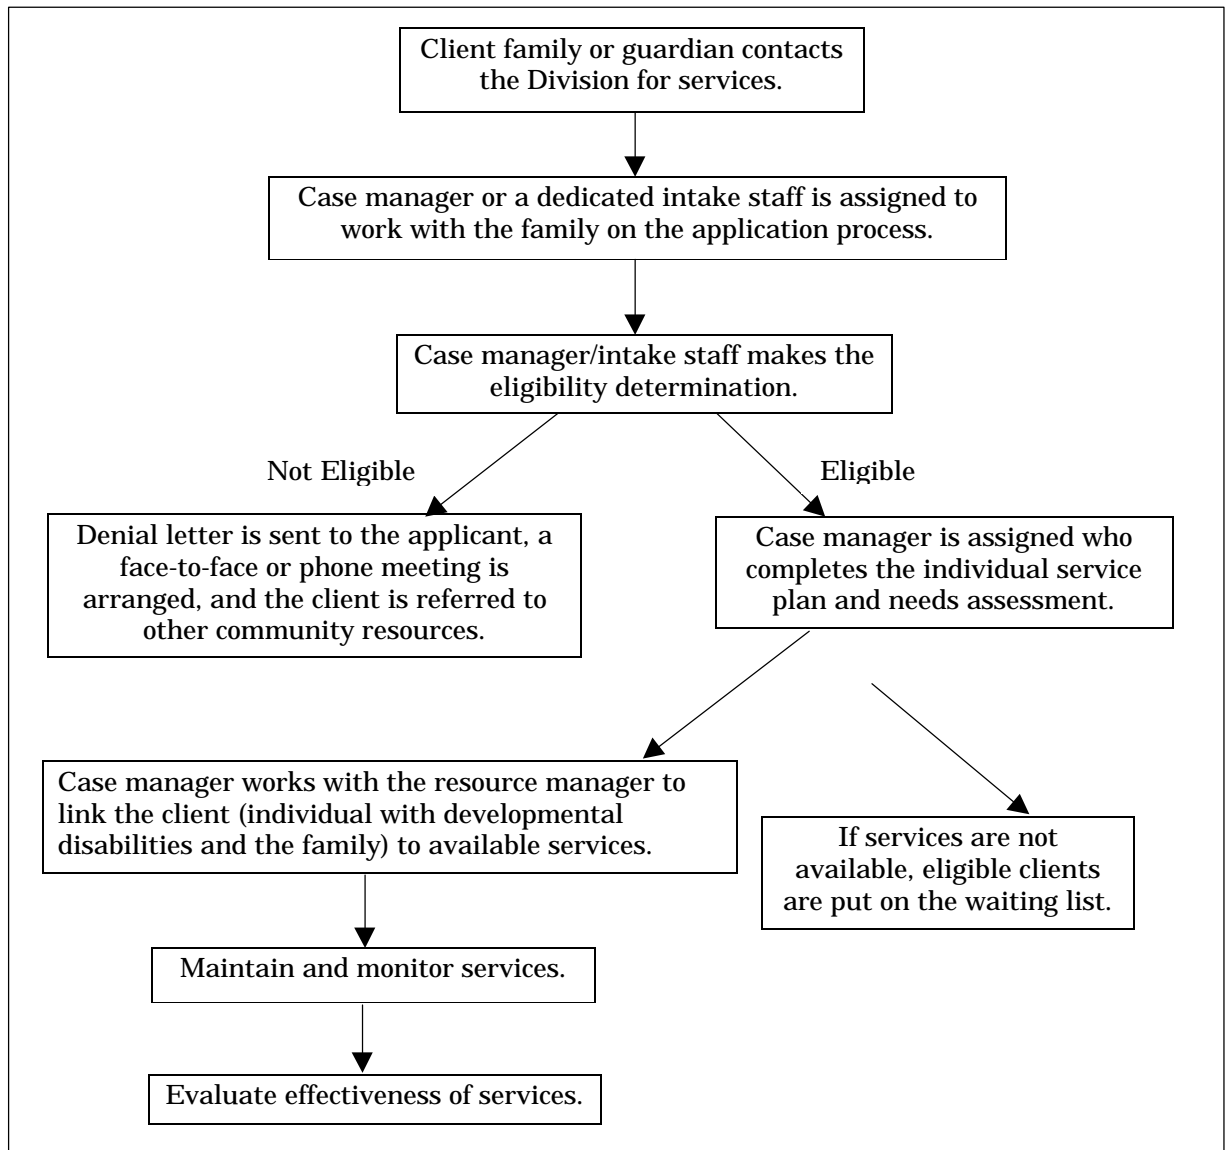 Client family or guardian contacts
the Division for services.
Case manager or a dedicated intake staff is assigned to
work with the family on the application process.
Case manager/intake staff makes the
eligibility determination.
Not Eligible
Eligible
Denial letter is sent to the applicant, a
face-to-face or phone meeting is
arranged, and the client is referred to
other community resources.
Case manager is assigned who
completes the individual service
plan and needs assessment.
Case manager works with the resource manager to
link the client (individual with developmental
disabilities and the family) to available services.
If services are not
available, eligible clients
are put on the waiting list.
Maintain and monitor services.
Evaluate effectiveness of services.